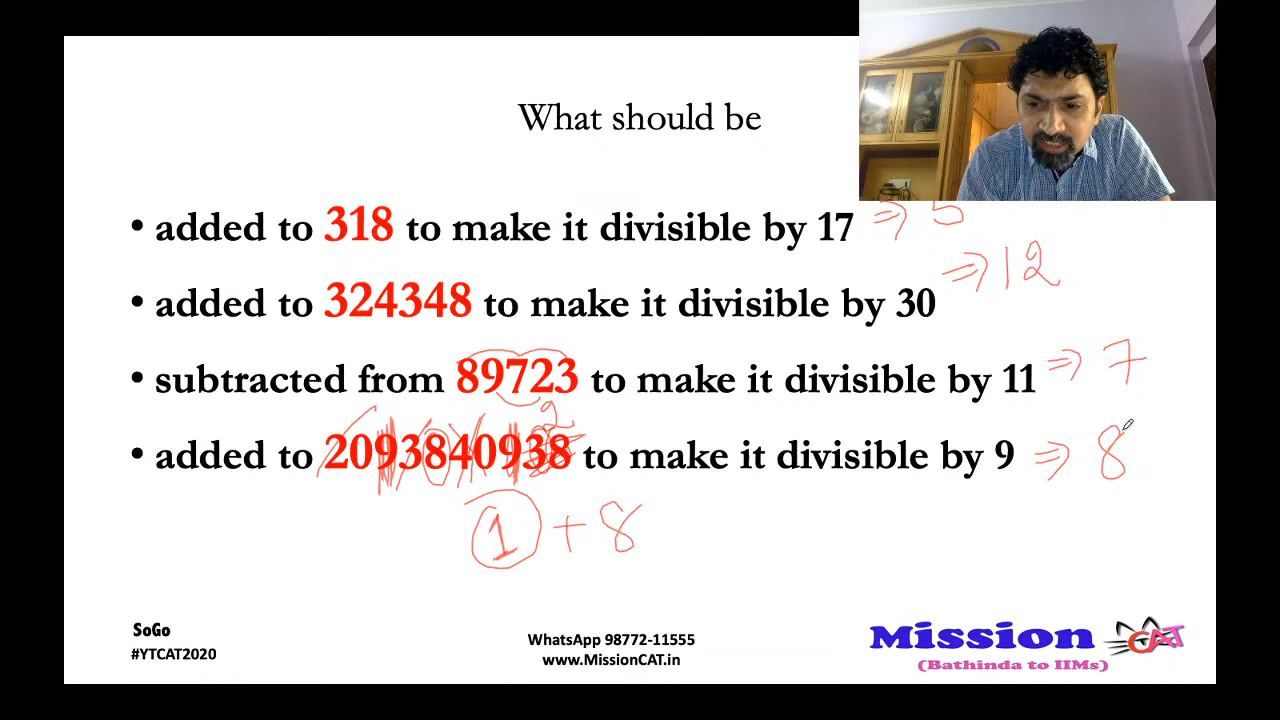 What should be
• added to 318 to make it divisible by 17 ⇒ 5
• added to 324348 to make it divisible by 30 ⇒ 12
• subtracted from 89723 to make it divisible by 11 ⇒ 7
2
• added to 2093840938 to make it divisible by 9 ⇒ 8
1 + 8
SoGo
#YTCAT2020
WhatsApp 98772-11555
www.MissionCAT.in
Mission CAT
(Bathinda to IIMs)